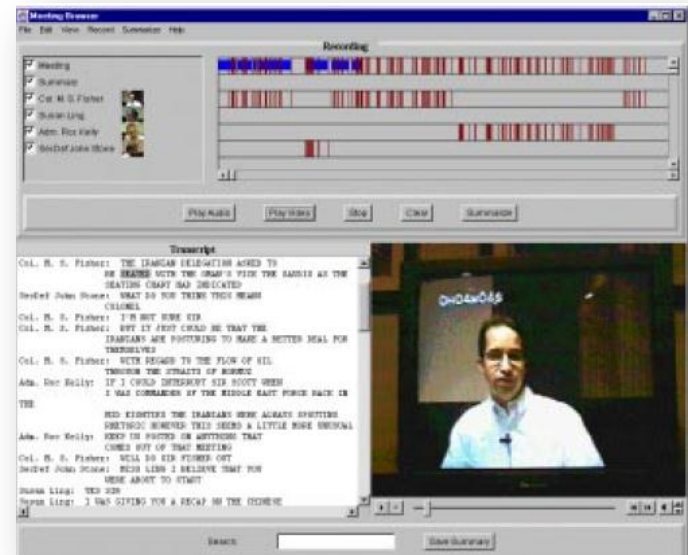 Meeting Browser
File Edit View Record Summarize Help
Recording
Meeting
Summary
Col. M. S. Fisher
Susan Ling
Adm. Roc Kelly
SecDef John Stone
Play Audio Play Video Stop Clear Summarize
Transcript
Col. M. S. Fisher: THE IRANIAN DELEGATION ASKED TO
BE SEATED WITH THE OMAN'S VICE THE SAUDIS AS THE
SEATING CHART HAD INDICATED
SecDef John Stone: WHAT DO YOU THINK THIS MEANS
COLONEL
Col. M. S. Fisher: I'M NOT SURE SIR
Col. M. S. Fisher: BUT IT JUST COULD BE THAT THE
IRANIANS ARE POSTURING TO MAKE A BETTER DEAL FOR
THEMSELVES
Col. M. S. Fisher: WITH REGARD TO THE FLOW OF OIL
THROUGH THE STRAITS OF HORMUZ
Adm. Roc Kelly: IF I COULD INTERRUPT SIR SCOTT WHEN
I WAS COMMANDER OF THE MIDDLE EAST FORCE BACK IN
THE
MID EIGHTIES THE IRANIANS WERE ALWAYS SPOUTING
RHETORIC HOWEVER THIS SEEMS A LITTLE MORE UNUSUAL
Adm. Roc Kelly: KEEP US POSTED ON ANYTHING THAT
COMES OUT OF THAT MEETING
Col. M. S. Fisher: WILL DO SIR FISHER OUT
SecDef John Stone: MISS LING I BELIEVE THAT YOU
WERE ABOUT TO START
Susan Ling: YES SIR
Susan Ling: I WAS GIVING YOU A RECAP ON THE CHINESE
Search: Save Summary